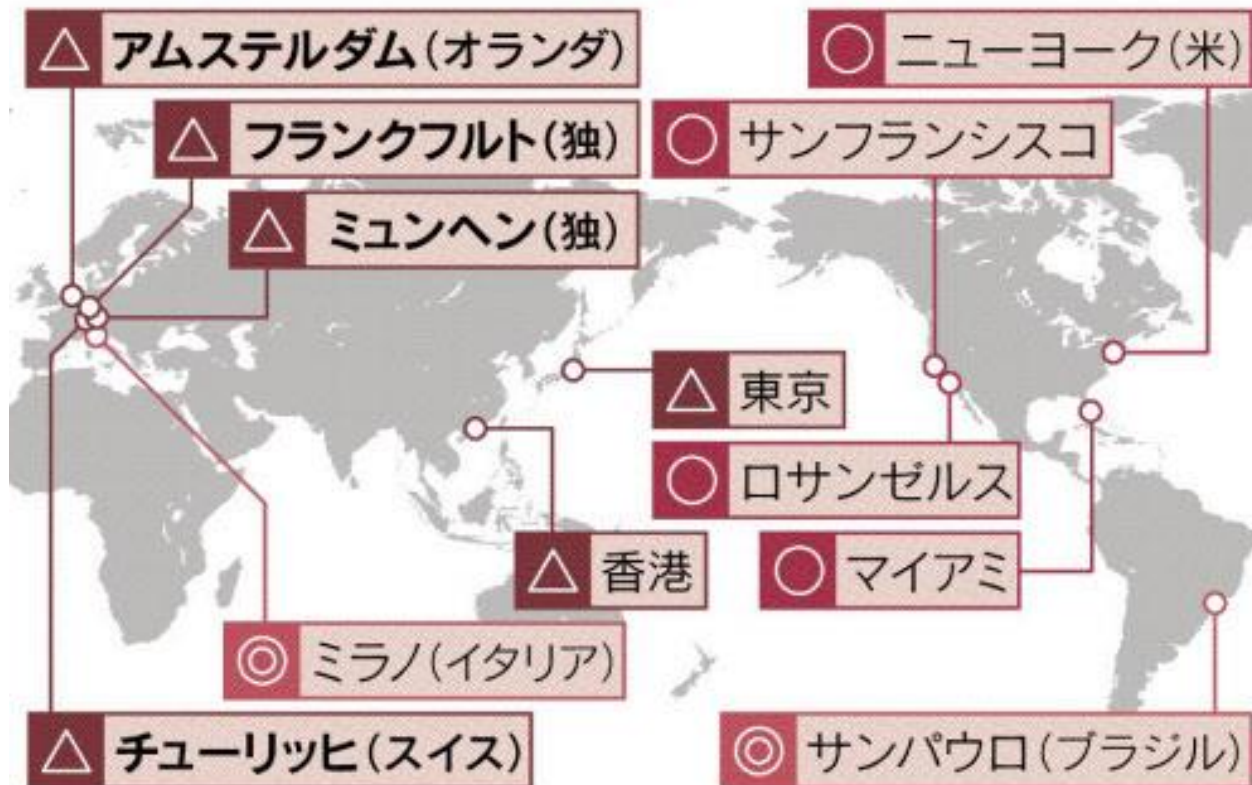 △ アムステルダム(オランダ)
○ ニューヨーク(米)
△ フランクフルト(独)
○ サンフランシスコ
△ ミュンヘン(独)
△ 東京
○ ロサンゼルス
△ 香港
○ マイアミ
◎ ミラノ(イタリア)
△ チューリッヒ(スイス)
◎ サンパウロ(ブラジル)